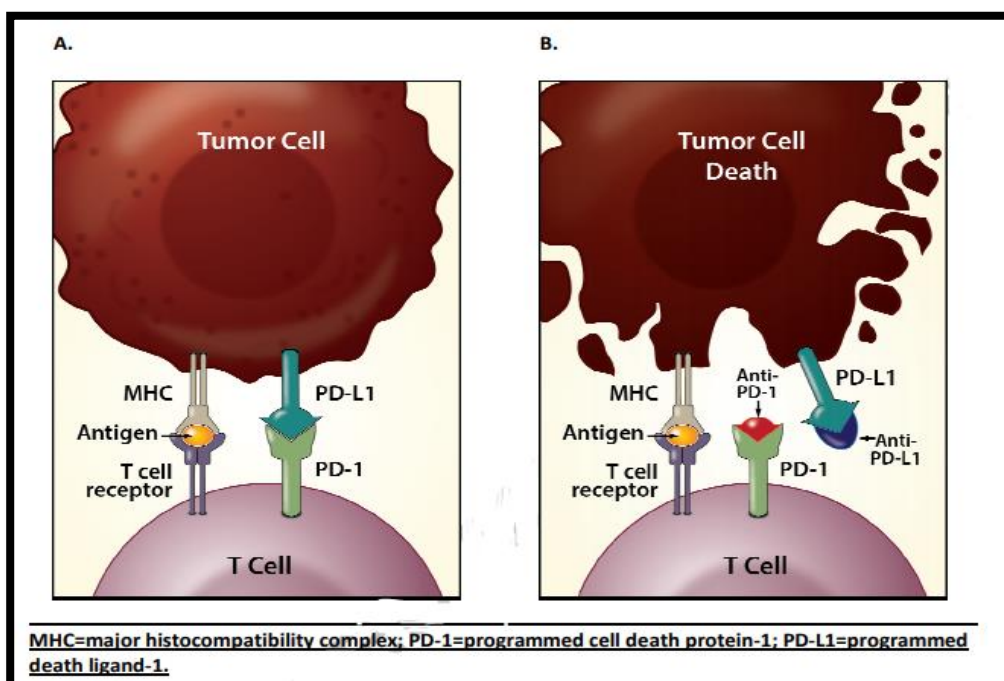 A.
B.
Tumor Cell
MHC
PD-L1
Antigen
T cell
receptor
PD-1
T Cell
Tumor Cell
Death
MHC
Anti-
PD-1
PD-L1
Antigen
Anti-
PD-L1
T cell
receptor
PD-1
T Cell
MHC=major histocompatibility complex; PD-1=programmed cell death protein-1; PD-L1=programmed
death ligand-1.